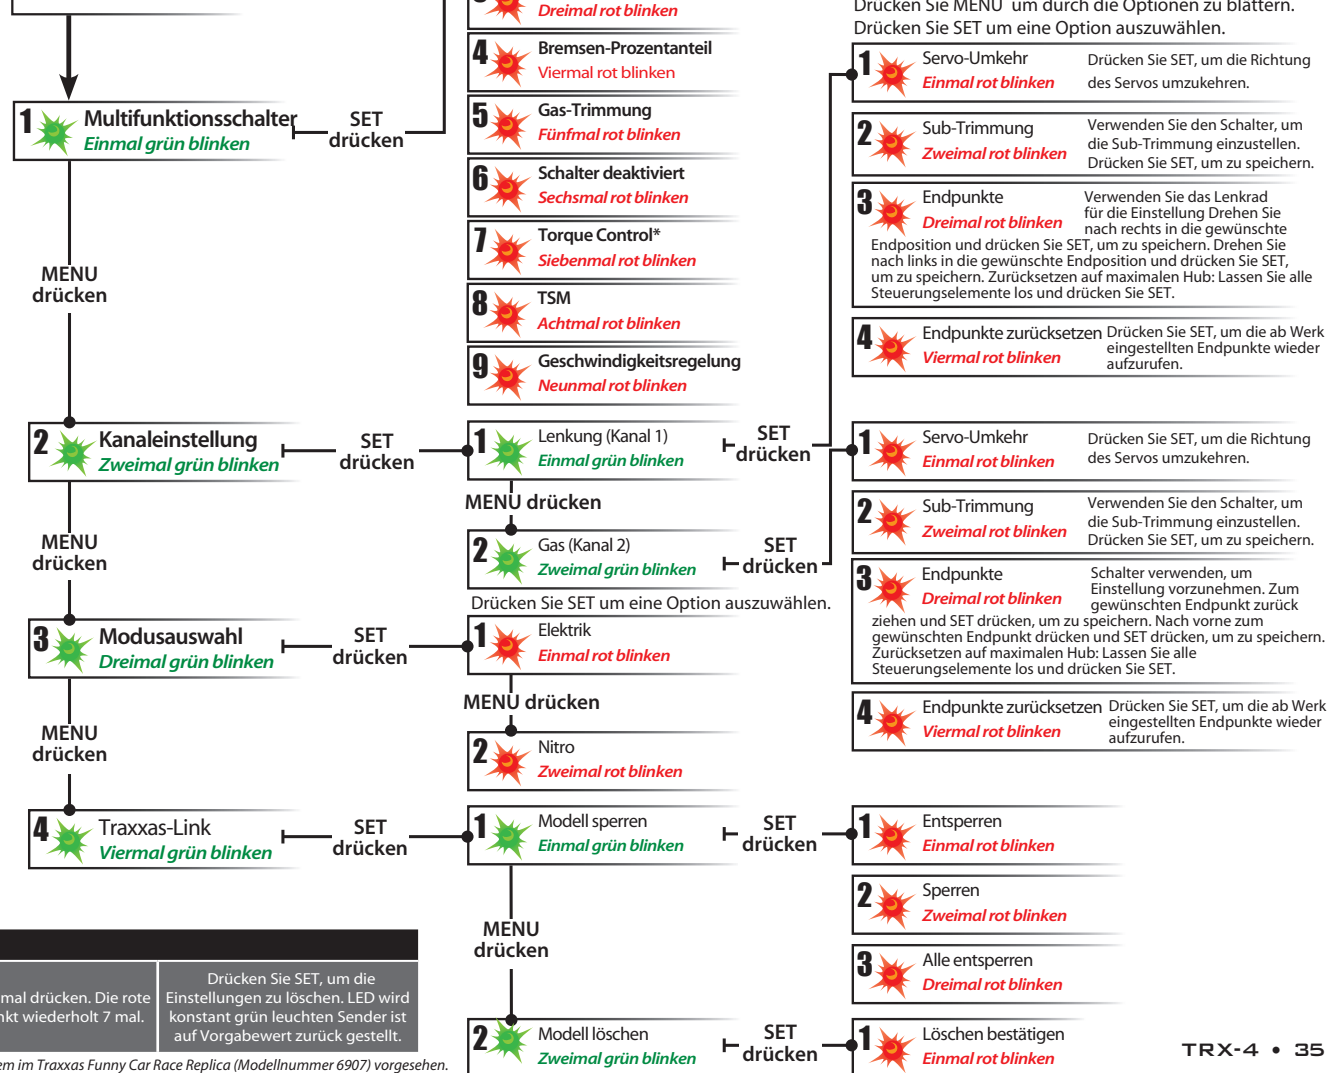 1 Multifunktionsschalter
Einmal grün blinken
SET
drücken
MENU
drücken
2 Kanaleinstellung
Zweimal grün blinken
SET
drücken
MENU
drücken
3 Modusauswahl
Dreimal grün blinken
SET
drücken
MENU
drücken
4 Traxxas-Link
Viermal grün blinken
SET
drücken
Dreimal rot blinken
4 Bremsen-Prozentanteil
Viermal rot blinken
5 Gas-Trimmung
Fünfmal rot blinken
6 Schalter deaktiviert
Sechsmal rot blinken
7 Torque Control*
Siebenmal rot blinken
8 TSM
Achtmal rot blinken
9 Geschwindigkeitsregelung
Neunmal rot blinken
1 Lenkung (Kanal 1)
Einmal grün blinken
SET
drücken
MENU drücken
2 Gas (Kanal 2)
Zweimal grün blinken
SET
drücken
Drücken Sie SET um eine Option auszuwählen.
1 Elektrik
Einmal rot blinken
MENU drücken
2 Nitro
Zweimal rot blinken
1 Modell sperren
Einmal grün blinken
SET
drücken
MENU
drücken
2 Modell löschen
Zweimal grün blinken
SET
drücken
Drücken Sie MENU um durch die Optionen zu blättern.
Drücken Sie SET um eine Option auszuwählen.
1 Servo-Umkehr
Einmal rot blinken
Drücken Sie SET, um die Richtung
des Servos umzukehren.
2 Sub-Trimmung
Zweimal rot blinken
Verwenden Sie den Schalter, um
die Sub-Trimmung einzustellen.
Drücken Sie SET, um zu speichern.
3 Endpunkte
Dreimal rot blinken
Verwenden Sie das Lenkrad
für die Einstellung Drehen Sie
nach rechts in die gewünschte
Endposition und drücken Sie SET, um zu speichern. Drehen Sie
nach links in die gewünschte Endposition und drücken Sie SET,
um zu speichern. Zurücksetzen auf maximalen Hub: Lassen Sie alle
Steuerungselemente los und drücken Sie SET.
4 Endpunkte zurücksetzen
Viermal rot blinken
Drücken Sie SET, um die ab Werk
eingestellten Endpunkte wieder
aufzurufen.
1 Servo-Umkehr
Einmal rot blinken
Drücken Sie SET, um die Richtung
des Servos umzukehren.
2 Sub-Trimmung
Zweimal rot blinken
Verwenden Sie den Schalter, um
die Sub-Trimmung einzustellen.
Drücken Sie SET, um zu speichern.
3 Endpunkte
Dreimal rot blinken
Schalter verwenden, um
Einstellung vorzunehmen. Zum
gewünschten Endpunkt zurück
ziehen und SET drücken, um zu speichern. Nach vorne zum
gewünschten Endpunkt drücken und SET drücken, um zu speichern.
Zurücksetzen auf maximalen Hub: Lassen Sie alle
Steuerungselemente los und drücken Sie SET.
4 Endpunkte zurücksetzen
Viermal rot blinken
Drücken Sie SET, um die ab Werk
eingestellten Endpunkte wieder
aufzurufen.
1 Entsperren
Einmal rot blinken
2 Sperren
Zweimal rot blinken
3 Alle entsperren
Dreimal rot blinken
1 Löschen bestätigen
Einmal rot blinken
mal drücken. Die rote
nkt wiederholt 7 mal.
Drücken Sie SET, um die
Einstellungen zu löschen. LED wird
konstant grün leuchten Sender ist
auf Vorgabewert zurück gestellt.
em im Traxxas Funny Car Race Replica (Modellnummer 6907) vorgesehen.
TRX-4 • 35